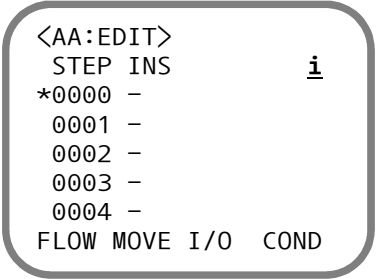 <AA:EDIT>
STEP INS i
*0000 −
0001 −
0002 −
0003 −
0004 −
FLOW MOVE I/O COND